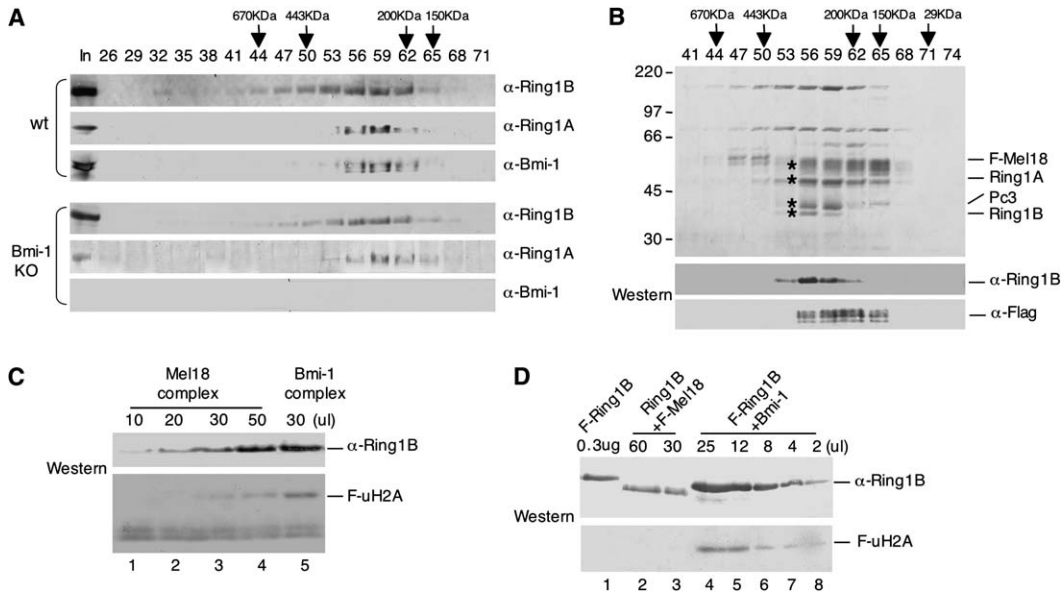 A
670KDa 443KDa 200KDa 150KDa
In 26 29 32 35 38 41 44 47 50 53 56 59 62 65 68 71
wt
α-Ring1B
α-Ring1A
α-Bmi-1
Bmi-1
KO
α-Ring1B
α-Ring1A
α-Bmi-1
B
670KDa 443KDa 200KDa 150KDa 29KDa
41 44 47 50 53 56 59 62 65 68 71 74
220 -
97 -
66 -
45 -
30 -
*
*
*
*
F-Mel18
Ring1A
Pc3
Ring1B
Western
α-Ring1B
α-Flag
C
Mel18
complex
Bmi-1
complex
10 20 30 50 30 (ul)
Western
α-Ring1B
F-uH2A
1 2 3 4 5
D
F-Ring1B
Ring1B
+F-Mel18
F-Ring1B
+Bmi-1
0.3ug 60 30 25 12 8 4 2 (ul)
Western
α-Ring1B
F-uH2A
1 2 3 4 5 6 7 8